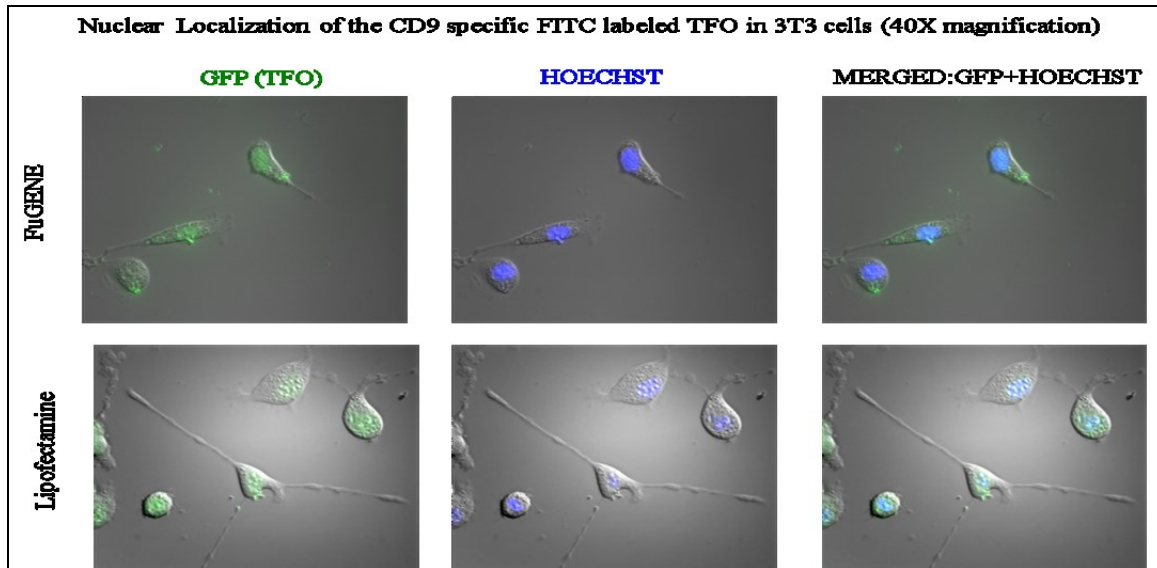 Nuclear Localization of the CD9 specific FITC labeled TFO in 3T3 cells (40X magnification)
GFP (TFO)
HOECHST
MERGED:GFP+HOECHST
FuGENE
Lipofectamine